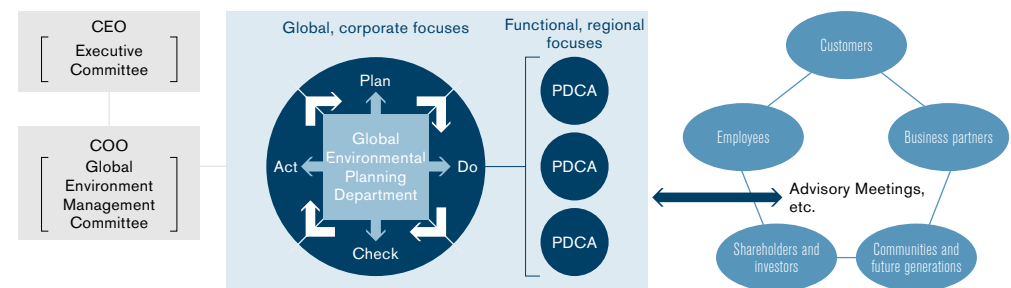 CEO
Executive
Committee
COO
Global
Environment
Management
Committee
Global, corporate focuses
Plan
Act
Global
Environmental
Planning
Department
Do
Check
Functional, regional
focuses
PDCA
PDCA
PDCA
Customers
Employees
Business partners
Advisory Meetings,
etc.
Shareholders and
investors
Communities and
future generations